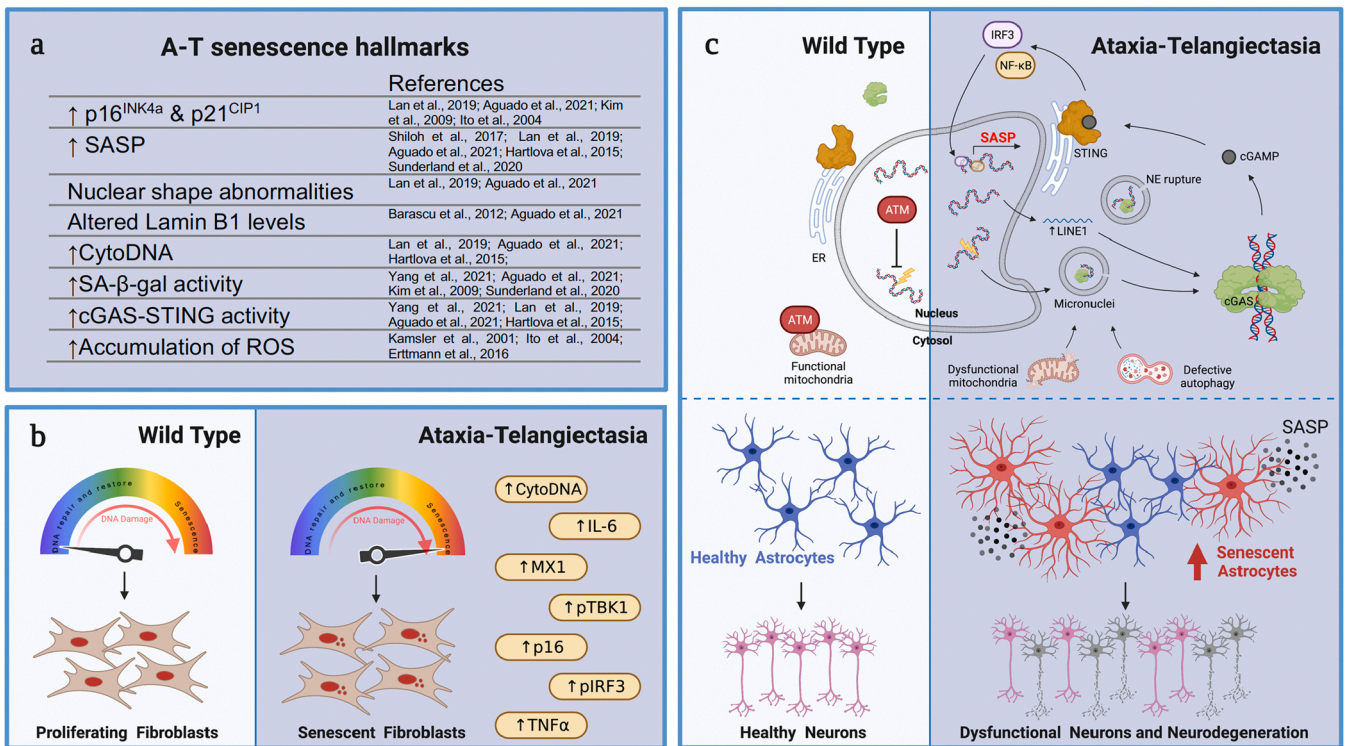 a
A-T senescence hallmarks
References
↑ p16INK4a & p21CIP1
Lan et al., 2019; Aguado et al., 2021; Kim
et al., 2009; Ito et al., 2004
↑ SASP
Shiloh et al., 2017; Lan et al., 2019;
Aguado et al., 2021; Hartlova et al., 2015;
Sunderland et al., 2020
Nuclear shape abnormalities
Lan et al., 2019; Aguado et al., 2021
Altered Lamin B1 levels
Barascu et al., 2012; Aguado et al., 2021
↑CytoDNA
Lan et al., 2019; Aguado et al., 2021;
Hartlova et al., 2015;
↑SA-β-gal activity
Yang et al., 2021; Aguado et al., 2021;
Kim et al., 2009; Sunderland et al., 2020
↑cGAS-STING activity
Yang et al., 2021; Lan et al., 2019;
Aguado et al., 2021; Hartlova et al., 2015;
↑Accumulation of ROS
Kamsler et al., 2001; Ito et al., 2004;
Erttmann et al., 2016
b
Wild Type
DNA repair and restore
Senescence
DNA Damage
Proliferating Fibroblasts
Ataxia-Telangiectasia
DNA repair and restore
Senescence
DNA Damage
Senescent Fibroblasts
↑CytoDNA
↑IL-6
↑MX1
↑pTBK1
↑p16
↑pIRF3
↑TNFα
c
Wild Type
ER
ATM
Nucleus
Cytosol
ATM
Functional
mitochondria
Ataxia-Telangiectasia
IRF3
NF-κB
SASP
STING
cGAMP
NE rupture
↑LINE1
Micronuclei
cGAS
Dysfunctional
mitochondria
Defective
autophagy
Healthy Astrocytes
Healthy Neurons
SASP
Senescent
Astrocytes
Dysfunctional Neurons and Neurodegeneration